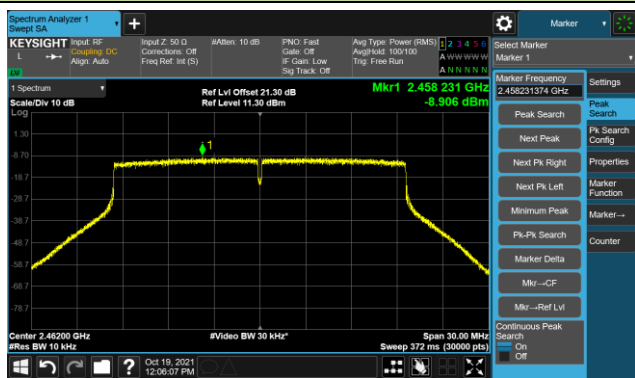 Spectrum Analyzer 1
Swept SA
+
Marker
KEYSIGHT
L
Input: RF
Coupling: DC
Align: Auto
Input Z: 50 Ω
Corrections: Off
Freq Ref: Int (S)
#Atten: 10 dB
PNO: Fast
Gate: Off
IF Gain: Low
Sig Track: Off
Avg Type: Power (RMS)
Avg|Hold: 100/100
Trig: Free Run
1 2 3 4 5 6
A W W W W W
A N N N N N
LW
Select Marker
Marker 1
1 Spectrum
Scale/Div 10 dB
Log
Ref Lvl Offset 21.30 dB
Ref Level 11.30 dBm
Mkr1 2.458 231 GHz
-8.906 dBm
1.30
-8.70
-18.7
-28.7
-38.7
-48.7
-58.7
-68.7
-78.7
1
Center 2.46200 GHz
#Res BW 10 kHz
#Video BW 30 kHz*
Span 30.00 MHz
Sweep 372 ms (30000 pts)
Marker Frequency
2.458231374 GHz
Peak Search
Next Peak
Next Pk Right
Next Pk Left
Minimum Peak
Pk-Pk Search
Marker Delta
Mkr→CF
Mkr→Ref Lvl
Continuous Peak
Search
On
Off
Settings
Peak
Search
Pk Search
Config
Properties
Marker
Function
Marker→
Counter
?
Oct 19, 2021
12:06:07 PM